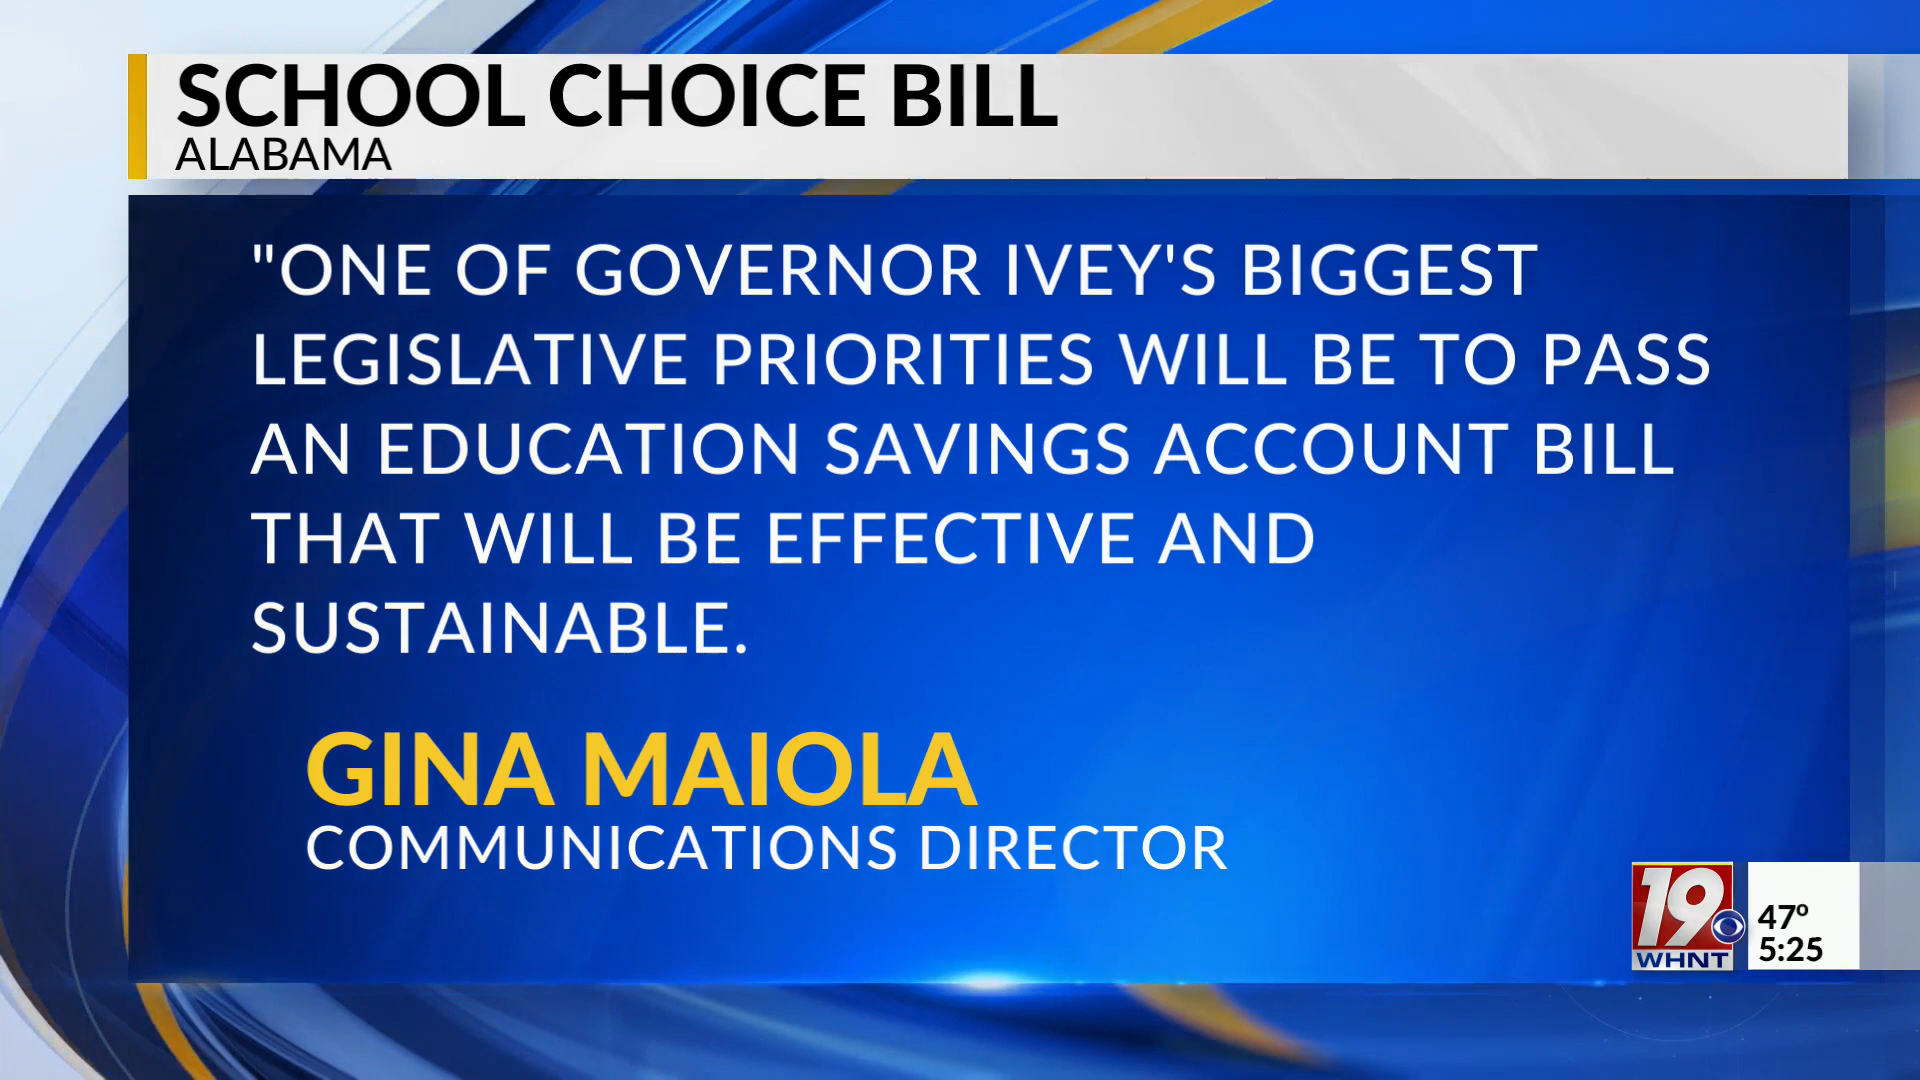 SCHOOL CHOICE BILL
ALABAMA
"ONE OF GOVERNOR IVEY'S BIGGEST
LEGISLATIVE PRIORITIES WILL BE TO PASS
AN EDUCATION SAVINGS ACCOUNT BILL
THAT WILL BE EFFECTIVE AND
SUSTAINABLE.
GINA MAIOLA
COMMUNICATIONS DIRECTOR
19
WHNT
47º
5:25